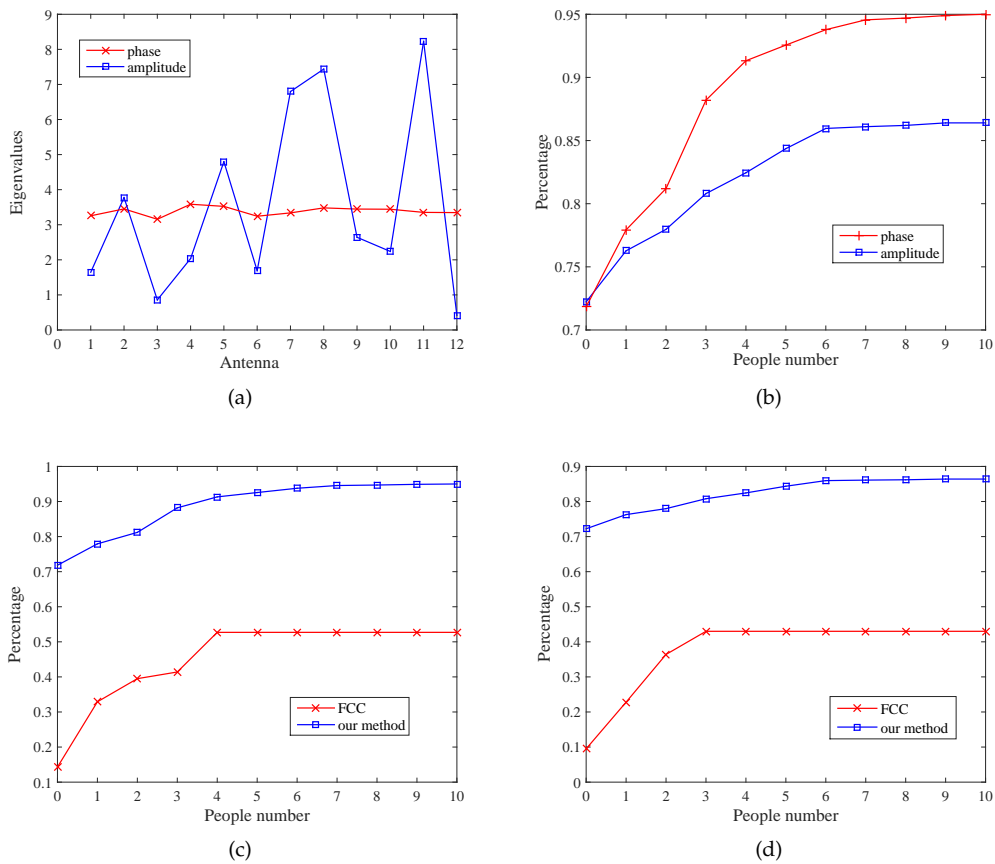 9
8
7
6
5
4
3
2
1
0
Eigenvalues
phase
amplitude
0 1 2 3 4 5 6 7 8 9 10 11 12
Antenna
(a)
0.95
0.9
0.85
0.8
0.75
0.7
Percentage
phase
amplitude
0 1 2 3 4 5 6 7 8 9 10
People number
(b)
1
0.9
0.8
0.7
0.6
0.5
0.4
0.3
0.2
0.1
Percentage
FCC
our method
0 1 2 3 4 5 6 7 8 9 10
People number
(c)
0.9
0.8
0.7
0.6
0.5
0.4
0.3
0.2
0.1
0
Percentage
FCC
our method
0 1 2 3 4 5 6 7 8 9 10
People number
(d)